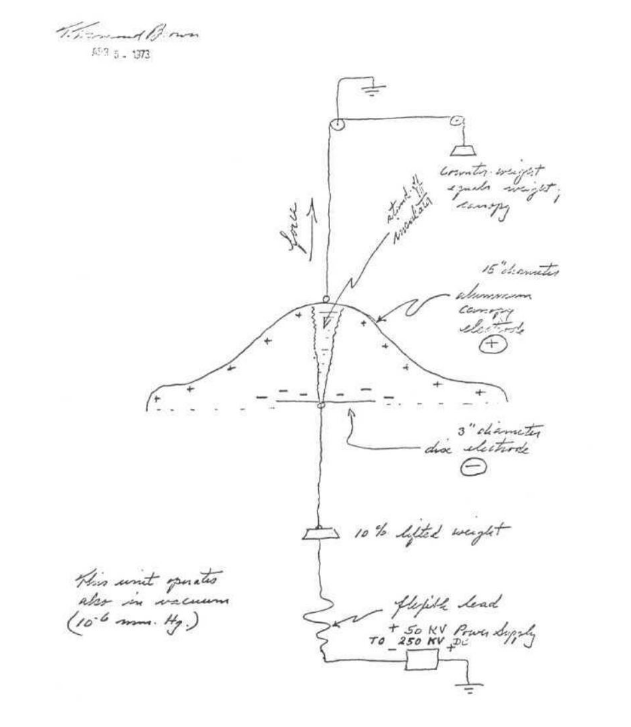 T. Townsend Brown
APR 5 - 1973
counter-weight
equals weight of
canopy
force
stand-off
insulator
15" diameter
aluminum
canopy
electrode
+
3" diameter
disc electrode
−
10% lifted weight
This unit operates
also in vacuum
(10-6 mm. Hg.)
flexible lead
+ 50 KV Power Supply
TO 250 KV DC
− +